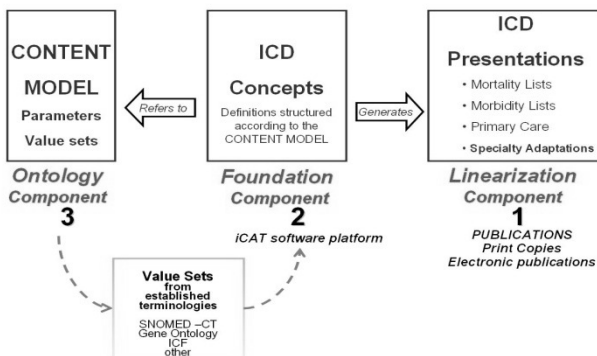 CONTENT
MODEL
Parameters
Value sets
Refers to
ICD
Concepts
Definitions structured
according to the
CONTENT MODEL
Generates
ICD
Presentations
• Mortality Lists
• Morbidity Lists
• Primary Care
• Specialty Adaptations
Ontology
Component
3
Foundation
Component
2
iCAT software platform
Linearization
Component
1
PUBLICATIONS
Print Copies
Electronic publications
Value Sets
from
established
terminologies
SNOMED –CT
Gene Ontology
ICF
other